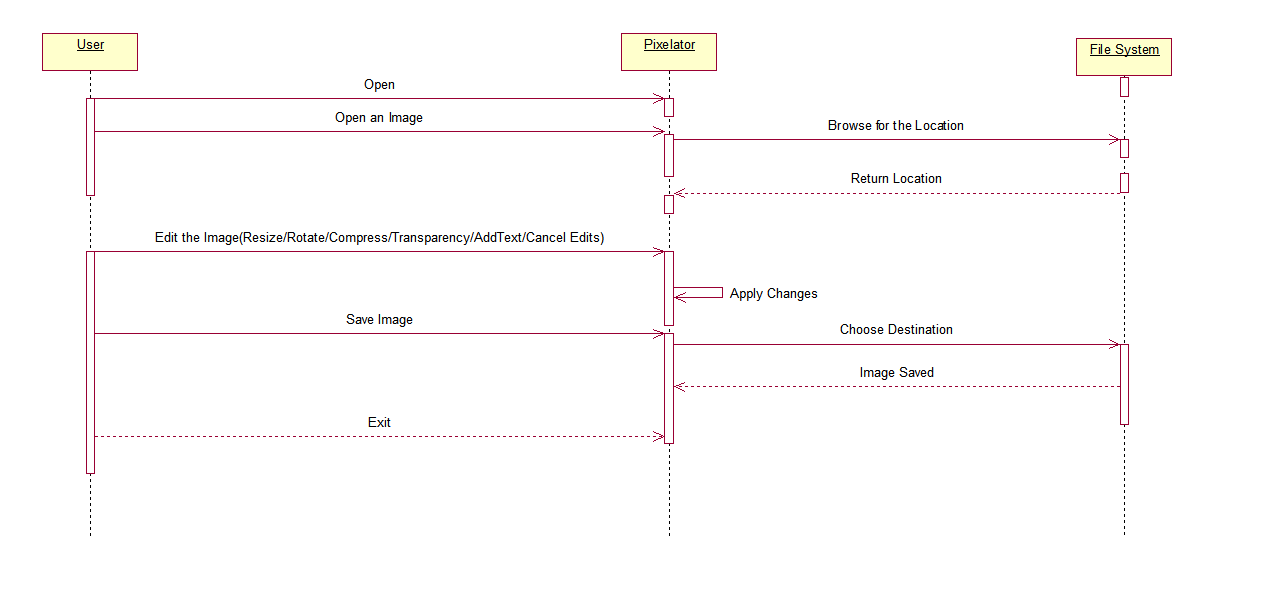 User
Pixelator
File System
Open
Open an Image
Browse for the Location
Return Location
Edit the Image(Resize/Rotate/Compress/Transparency/AddText/Cancel Edits)
Apply Changes
Save Image
Choose Destination
Image Saved
Exit